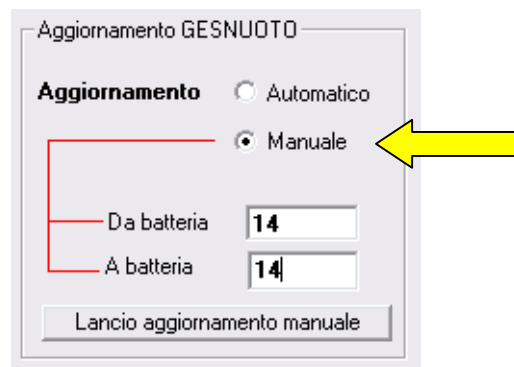 Aggiornamento GESNUOTO
Aggiornamento Automatico
Manuale
Da batteria 14
A batteria 14
Lancio aggiornamento manuale